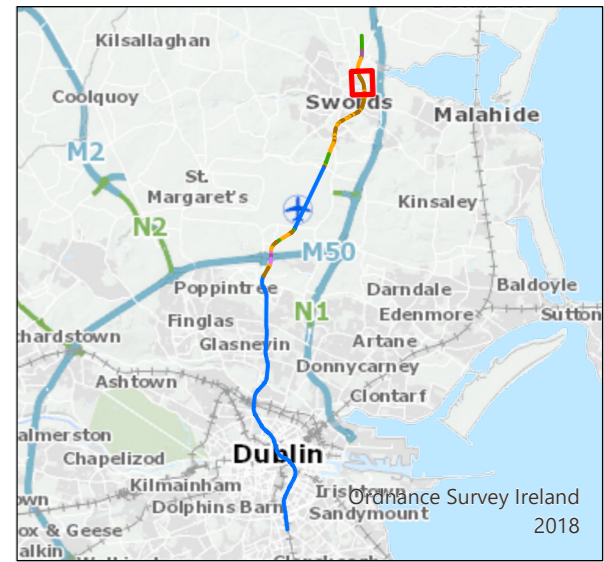 Kilsallaghan
Coolquoy
Swords
Malahide
M2
St.
Margaret's
Kinsaley
N2
M50
Poppintree
Darndale
Baldoyle
N1
Edenmore
Sutton
Finglas
chardstown
Glasnevin
Artane
Donnycarney
Ashtown
Clontarf
almerston
Dublin
Chapelizod
Kilmainham
Irishtown
Ordnance Survey Ireland
2018
own
Dolphins Barn
Sandymount
ox & Geese
alkin